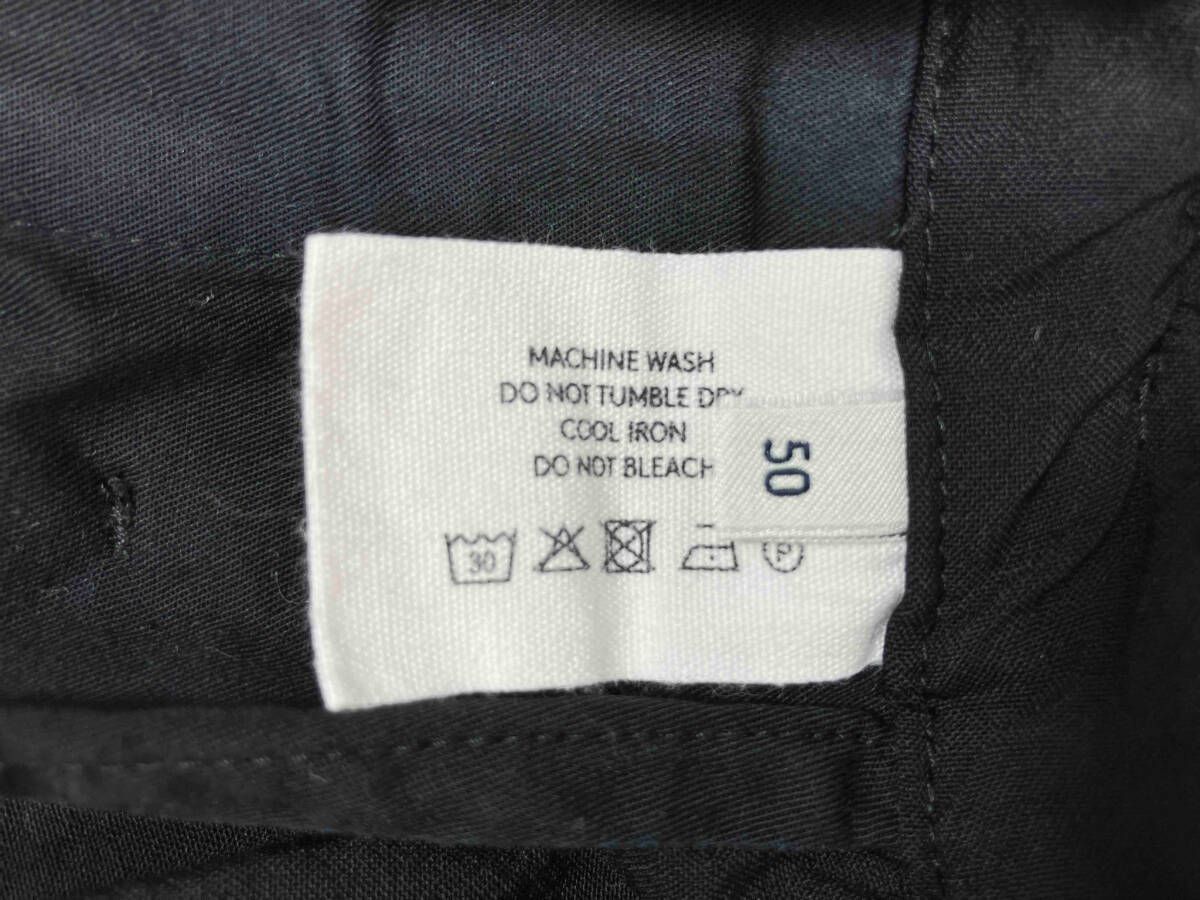 MACHINE WASH
DO NOT TUMBLE DRY
COOL IRON
DO NOT BLEACH
50
30
P